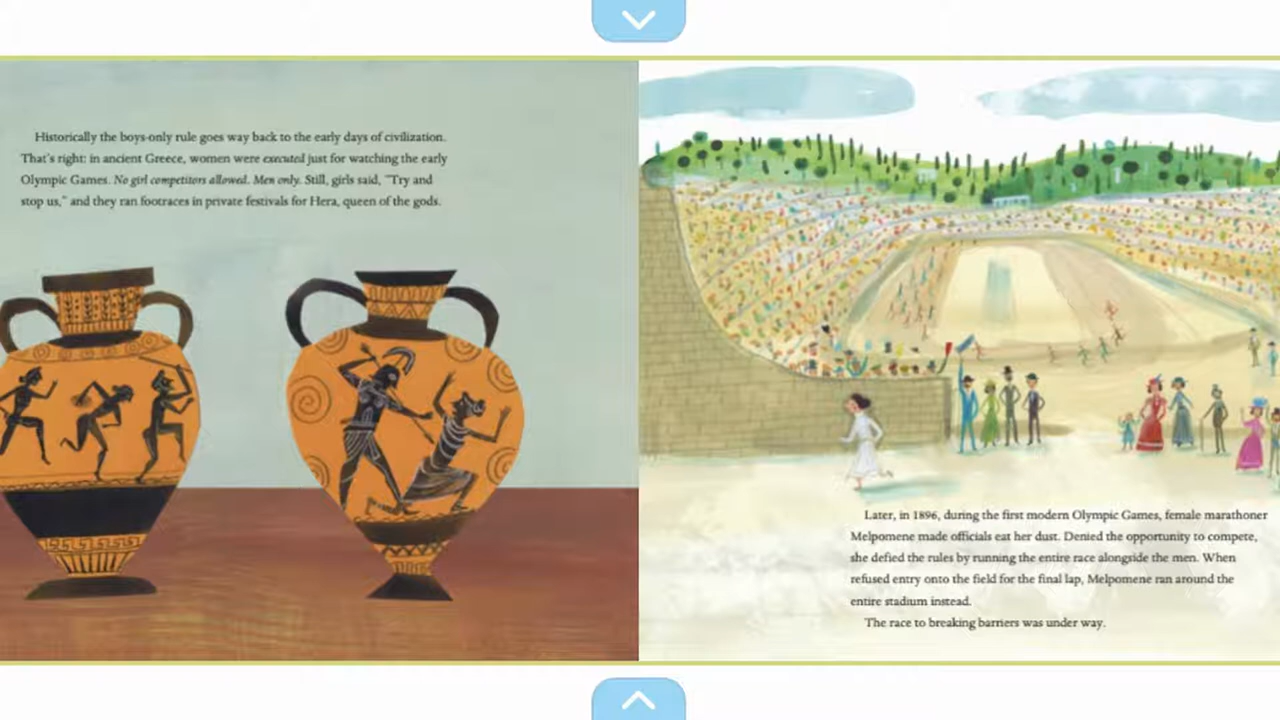 Historically the boys-only rule goes way back to the early days of civilization.
That's right: in ancient Greece, women were executed just for watching the early
Olympic Games. No girl competitors allowed. Men only. Still, girls said, "Try and
stop us," and they ran footraces in private festivals for Hera, queen of the gods.
Later, in 1896, during the first modern Olympic Games, female marathoner
Melpomene made officials eat her dust. Denied the opportunity to compete,
she defied the rules by running the entire race alongside the men. When
refused entry onto the field for the final lap, Melpomene ran around the
entire stadium instead.
The race to breaking barriers was under way.